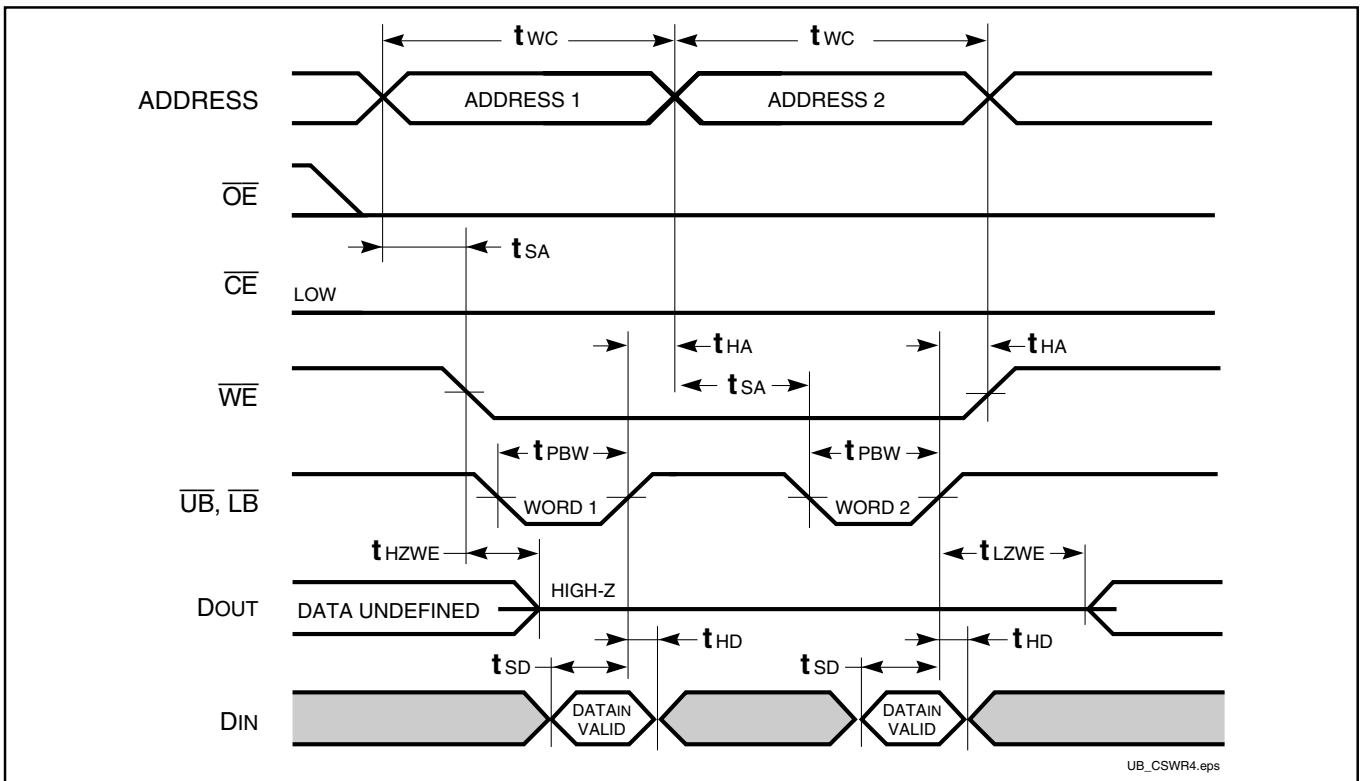 tWC tWC
ADDRESS ADDRESS 1 ADDRESS 2
OE
tSA
CE LOW
tHA tHA
WE tSA
tPBW tPBW
UB, LB WORD 1 WORD 2
tHZWE tLZWE
DOUT DATA UNDEFINED HIGH-Z
tHD tHD
tSD tSD
DIN DATAIN VALID DATAIN VALID
UB_CSWR4.eps